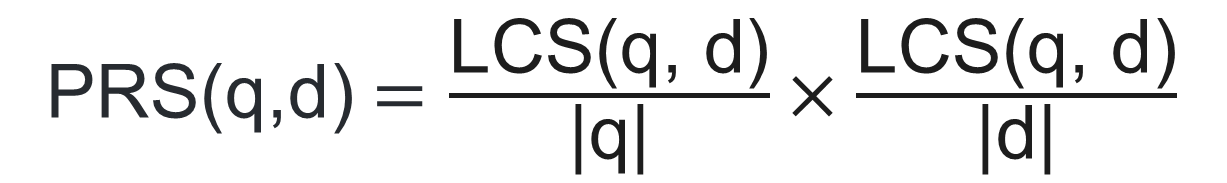 PRS(q,d) = LCS(q, d) / |q| × LCS(q, d) / |d|